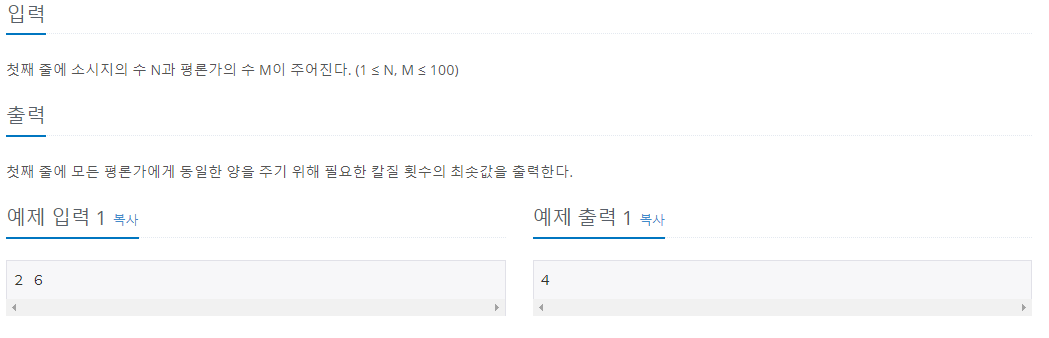 입력
첫째 줄에 소시지의 수 N과 평론가의 수 M이 주어진다. (1 ≤ N, M ≤ 100)
출력
첫째 줄에 모든 평론가에게 동일한 양을 주기 위해 필요한 칼질 횟수의 최솟값을 출력한다.
예제 입력 1 복사
2 6
예제 출력 1 복사
4